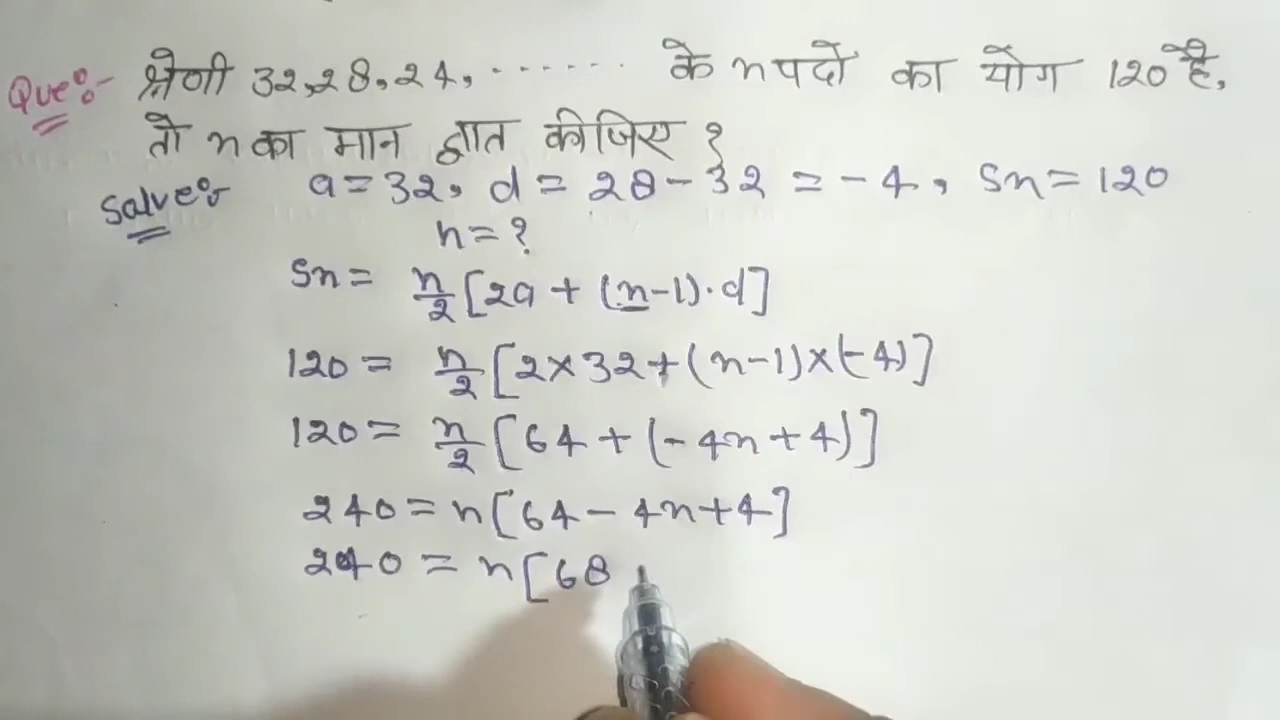 Que:- श्रेणी 32, 28, 24, ....... के n पदों का योग 120 है,
तो n का मान ज्ञात कीजिए ?
Solve:- a = 32, d = 28 - 32 = -4, Sn = 120
n = ?
Sn = n/2 [2a + (n-1)·d]
120 = n/2 [2×32 + (n-1)×(-4)]
120 = n/2 [64 + (-4n + 4)]
240 = n[64 - 4n + 4]
240 = n[68